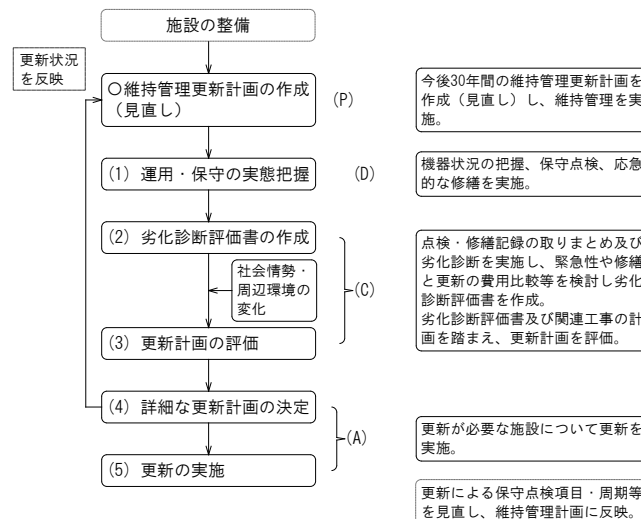 施設の整備
更新状況
を反映
○維持管理更新計画の作成
(見直し)
(P)
今後30年間の維持管理更新計画を
作成(見直し)し、維持管理を実
施。
(1) 運用・保守の実態把握
(D)
機器状況の把握、保守点検、応急
的な修繕を実施。
(2) 劣化診断評価書の作成
社会情勢・
周辺環境の
変化
(C)
点検・修繕記録の取りまとめ及び
劣化診断を実施し、緊急性や修繕
と更新の費用比較等を検討し劣化
診断評価書を作成。
劣化診断評価書及び関連工事の計
画を踏まえ、更新計画を評価。
(3) 更新計画の評価
(4) 詳細な更新計画の決定
(A)
更新が必要な施設について更新を
実施。
(5) 更新の実施
更新による保守点検項目・周期等
を見直し、維持管理計画に反映。